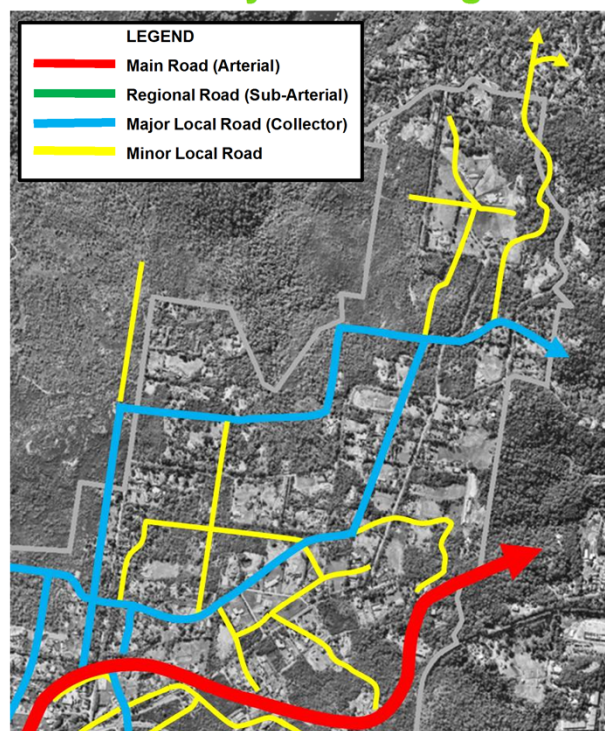 LEGEND
Main Road (Arterial)
Regional Road (Sub-Arterial)
Major Local Road (Collector)
Minor Local Road